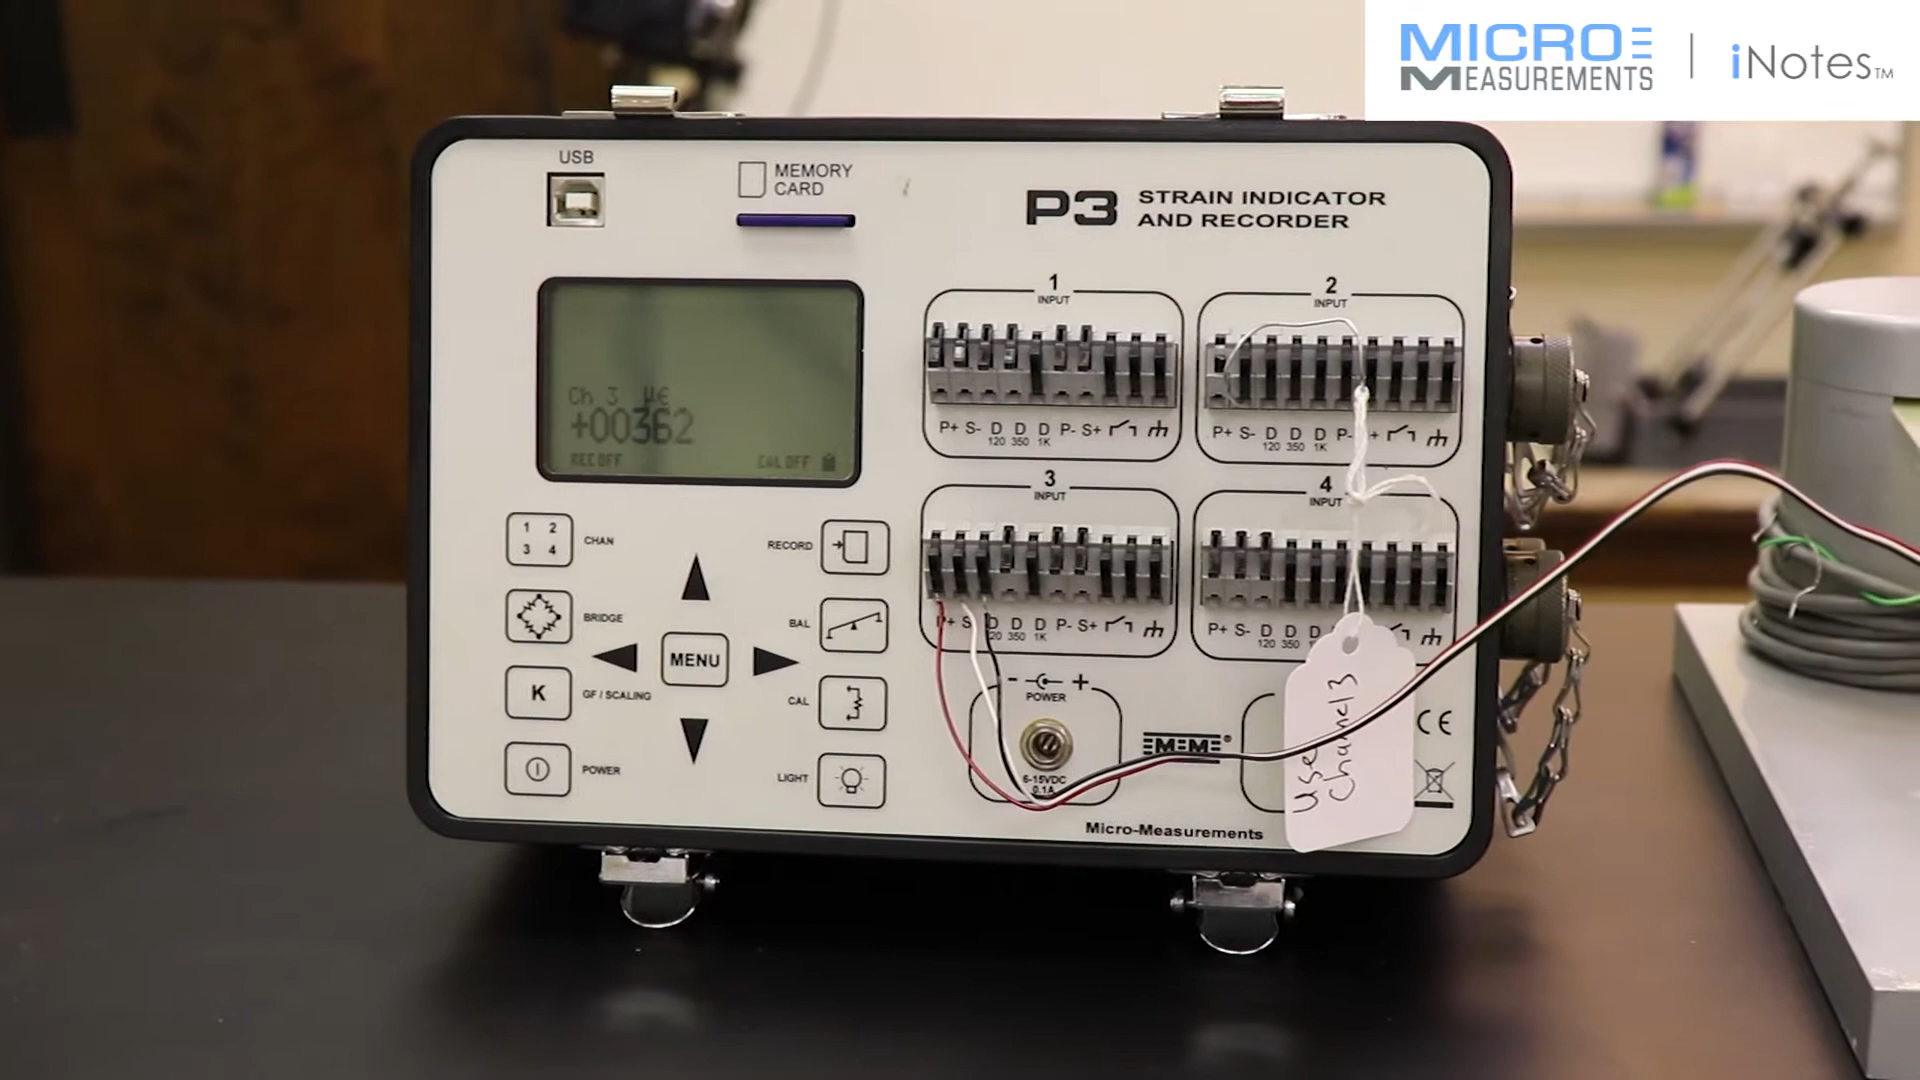 MICRO
MEASUREMENTS
iNotes™
USB
MEMORY
CARD
P3 STRAIN INDICATOR
AND RECORDER
Ch 3 µε
+00362
REC OFF CAL OFF
1
INPUT
P+ S- D D D P- S+
120 350 1K
2
INPUT
P+ S- D D D P- +
120 350 1K
3
INPUT
P+ S D D D P- S+
20 350 1K
4
INPUT
P+ S- D D D
120 350
1 2
3 4
CHAN
BRIDGE
K
GF / SCALING
POWER
MENU
RECORD
BAL
CAL
LIGHT
- +
POWER
6-15VDC
0.1A
MM®
CE
Micro-Measurements
Use
Channel 3